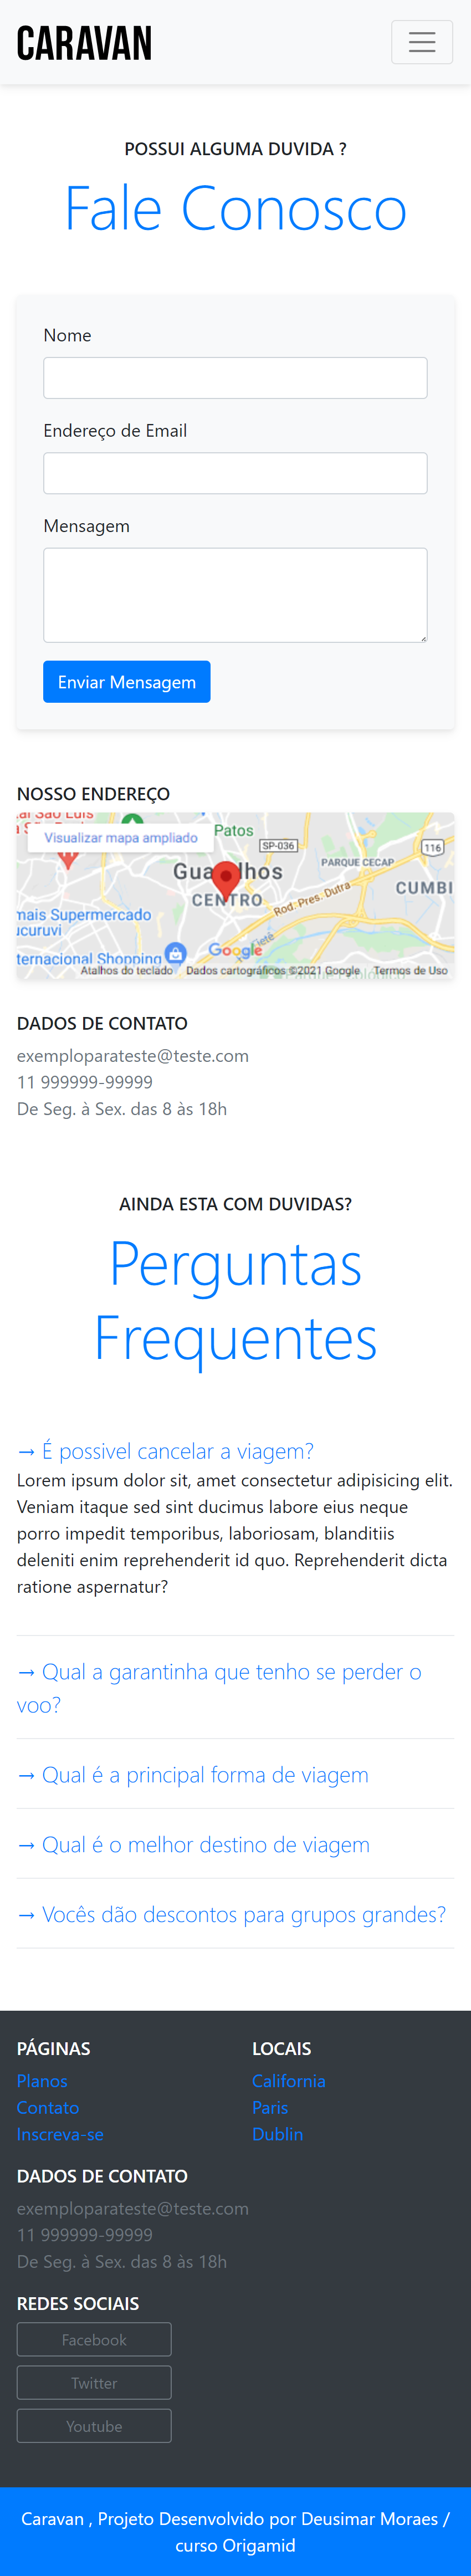 CARAVAN
POSSUI ALGUMA DUVIDA ?
Fale Conosco
Nome
Endereço de Email
Mensagem
Enviar Mensagem
NOSSO ENDEREÇO
Visualizar mapa ampliado
Patos
SP-036
116
PARQUE CECAP
CENTRO
CUMBI
Rod. Pres. Dutra
mais Supermercado
ucuruvi
Tietê
Google
ternacional Shopping
Atalhos do teclado Dados cartográficos ©2021 Google Termos de Uso
DADOS DE CONTATO
exemploparateste@teste.com
11 999999-99999
De Seg. à Sex. das 8 às 18h
AINDA ESTA COM DUVIDAS?
Perguntas
Frequentes
→ É possivel cancelar a viagem?
Lorem ipsum dolor sit, amet consectetur adipisicing elit.
Veniam itaque sed sint ducimus labore eius neque
porro impedit temporibus, laboriosam, blanditiis
deleniti enim reprehenderit id quo. Reprehenderit dicta
ratione aspernatur?
→ Qual a garantinha que tenho se perder o
voo?
→ Qual é a principal forma de viagem
→ Qual é o melhor destino de viagem
→ Vocês dão descontos para grupos grandes?
PÁGINAS
Planos
Contato
Inscreva-se
LOCAIS
California
Paris
Dublin
DADOS DE CONTATO
exemploparateste@teste.com
11 999999-99999
De Seg. à Sex. das 8 às 18h
REDES SOCIAIS
Facebook
Twitter
Youtube
Caravan , Projeto Desenvolvido por Deusimar Moraes /
curso Origamid